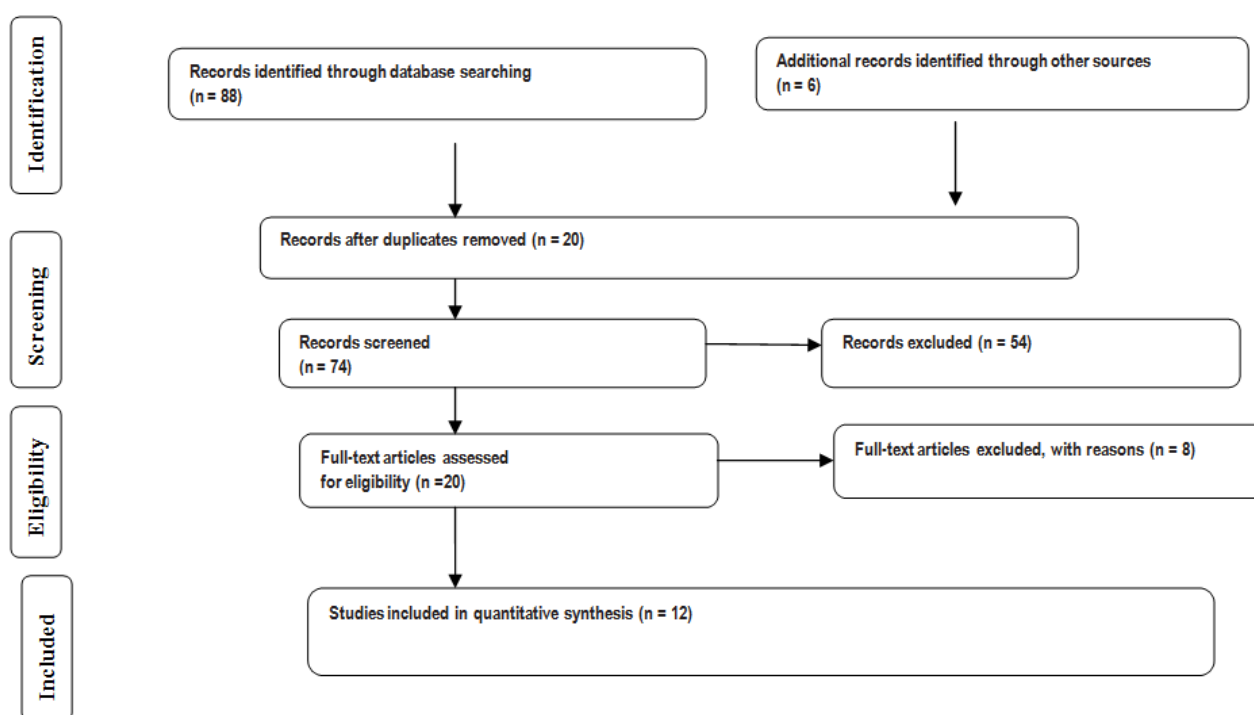 Identification
Records identified through database searching
(n = 88)
Additional records identified through other sources
(n = 6)
Screening
Records after duplicates removed (n = 20)
Records screened
(n = 74)
Records excluded (n = 54)
Eligibility
Full-text articles assessed
for eligibility (n =20)
Full-text articles excluded, with reasons (n = 8)
Included
Studies included in quantitative synthesis (n = 12)